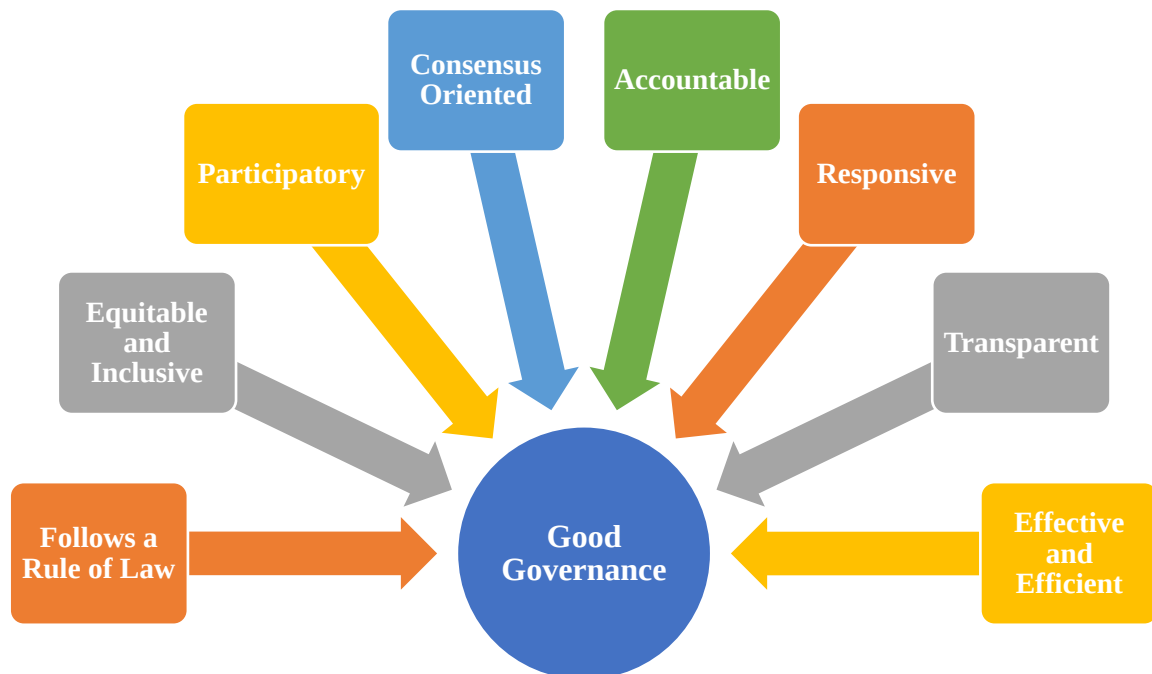 Consensus
Oriented
Accountable
Participatory
Responsive
Equitable
and
Inclusive
Transparent
Follows a
Rule of Law
Good
Governance
Effective
and
Efficient